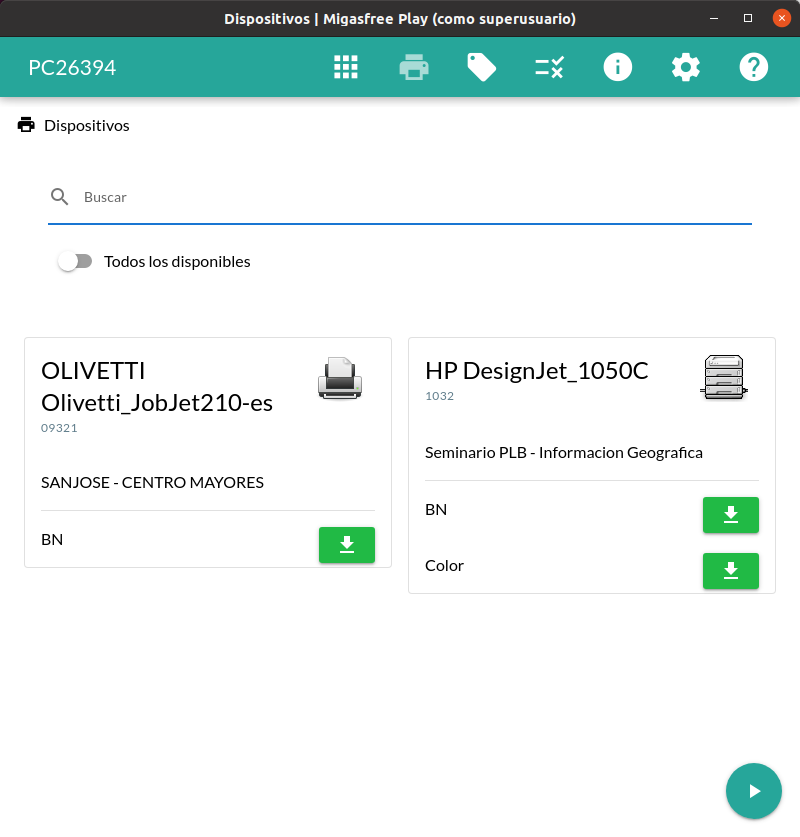 Dispositivos | Migasfree Play (como superusuario)
PC26394
Dispositivos
Buscar
Todos los disponibles
OLIVETTI
Olivetti_JobJet210-es
09321
SANJOSE - CENTRO MAYORES
BN
HP DesignJet_1050C
1032
Seminario PLB - Informacion Geografica
BN
Color